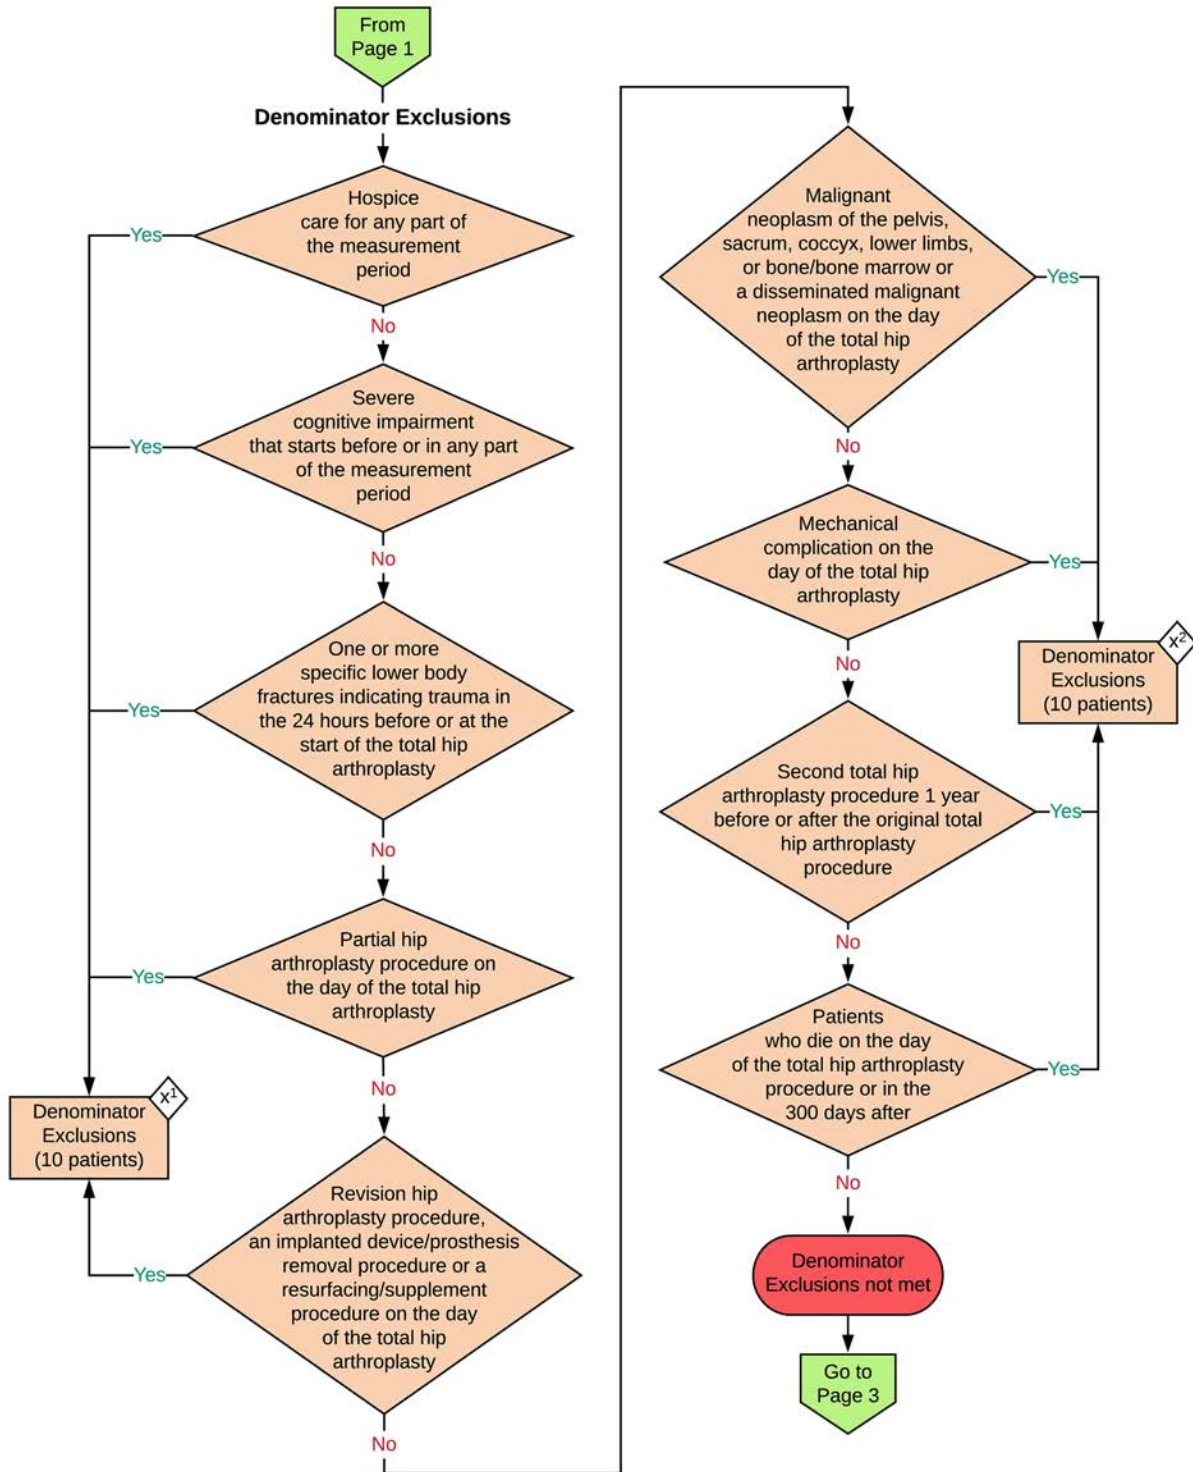 From
Page 1
Denominator Exclusions
Hospice
care for any part of
the measurement
period
Yes
No
Severe
cognitive impairment
that starts before or in any part
of the measurement
period
Yes
No
One or more
specific lower body
fractures indicating trauma in
the 24 hours before or at the
start of the total hip
arthroplasty
Yes
No
Partial hip
arthroplasty procedure on
the day of the total hip
arthroplasty
Yes
No
x1
Denominator
Exclusions
(10 patients)
Revision hip
arthroplasty procedure,
an implanted device/prosthesis
removal procedure or a
resurfacing/supplement
procedure on the day
of the total hip
arthroplasty
Yes
No
Malignant
neoplasm of the pelvis,
sacrum, coccyx, lower limbs,
or bone/bone marrow or
a disseminated malignant
neoplasm on the day
of the total hip
arthroplasty
Yes
No
Mechanical
complication on the
day of the total hip
arthroplasty
Yes
No
x2
Denominator
Exclusions
(10 patients)
Second total hip
arthroplasty procedure 1 year
before or after the original total
hip arthroplasty
procedure
Yes
No
Patients
who die on the day
of the total hip arthroplasty
procedure or in the
300 days after
Yes
No
Denominator
Exclusions not met
Go to
Page 3